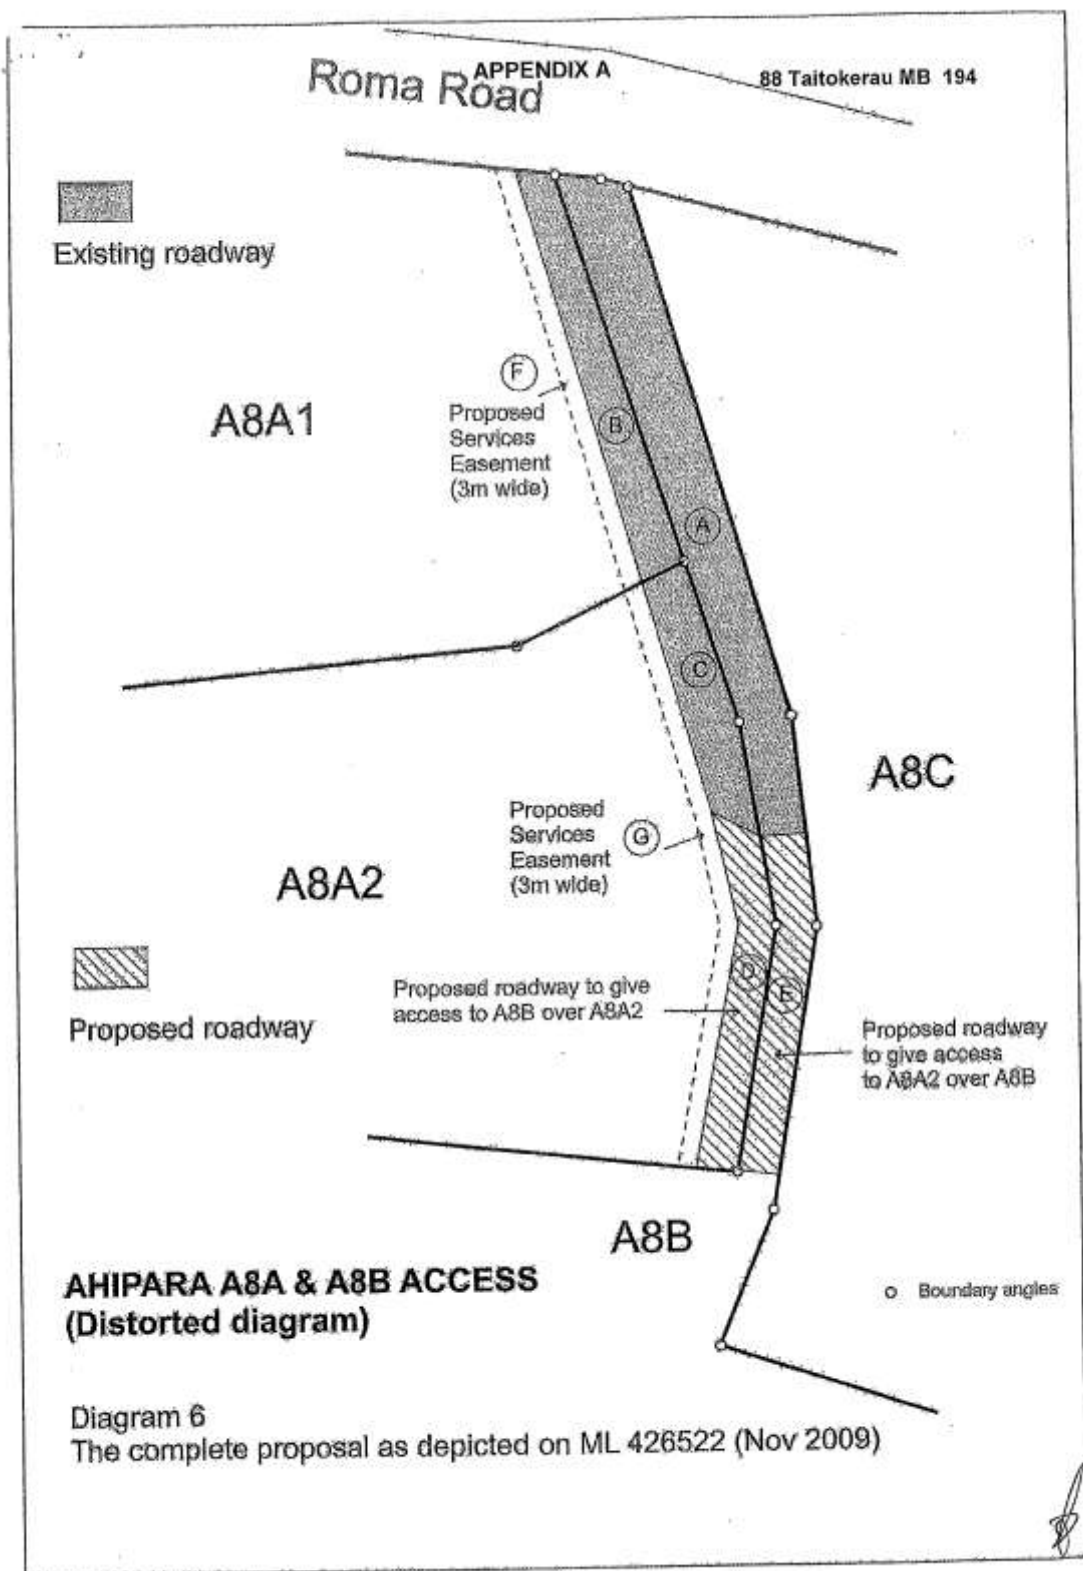 APPENDIX A
88 Taitokerau MB 194
Roma Road
Existing roadway
F
Proposed
Services
Easement
(3m wide)
A8A1
B
A
C
A8C
Proposed
Services
Easement
(3m wide)
G
A8A2
Proposed roadway
Proposed roadway to give
access to A8B over A8A2
D
E
Proposed roadway
to give access
to A8A2 over A8B
A8B
AHIPARA A8A & A8B ACCESS
(Distorted diagram)
Boundary angles
Diagram 6
The complete proposal as depicted on ML 426522 (Nov 2009)